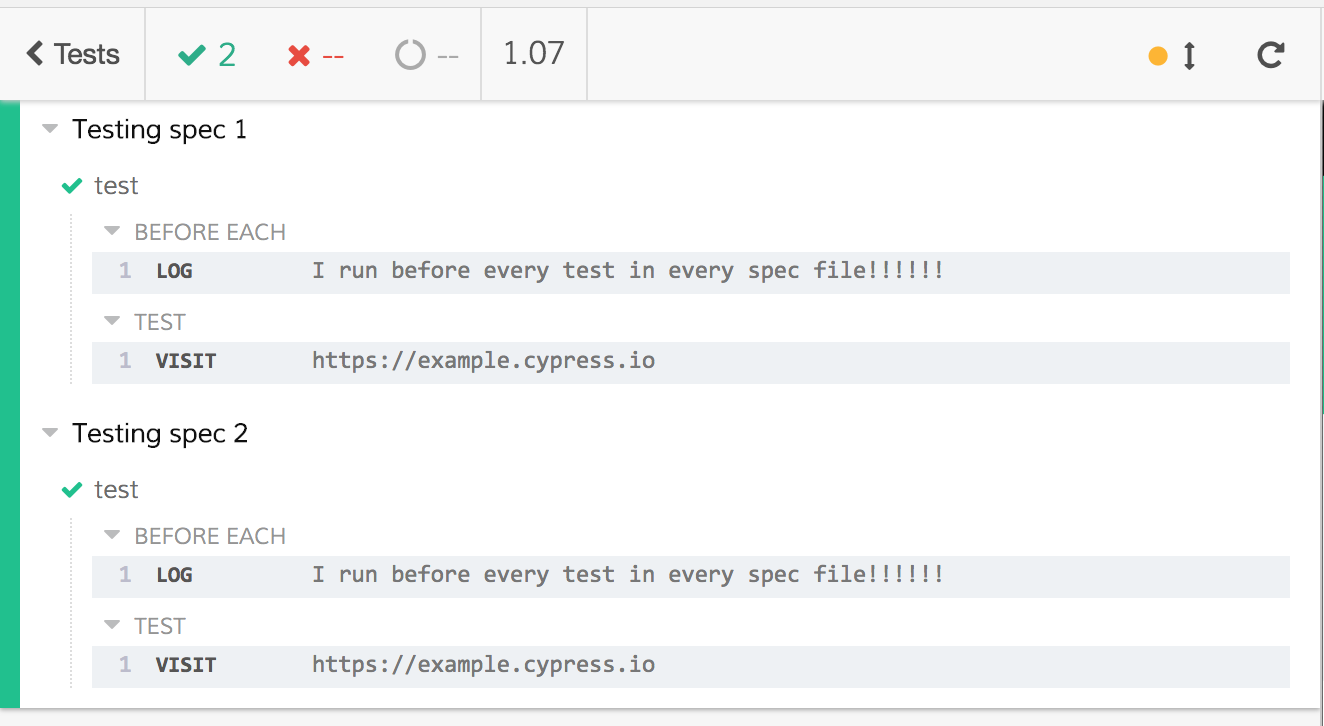 Tests 2 -- -- 1.07
Testing spec 1
test
BEFORE EACH
1 LOG I run before every test in every spec file!!!!!!
TEST
1 VISIT https://example.cypress.io
Testing spec 2
test
BEFORE EACH
1 LOG I run before every test in every spec file!!!!!!
TEST
1 VISIT https://example.cypress.io